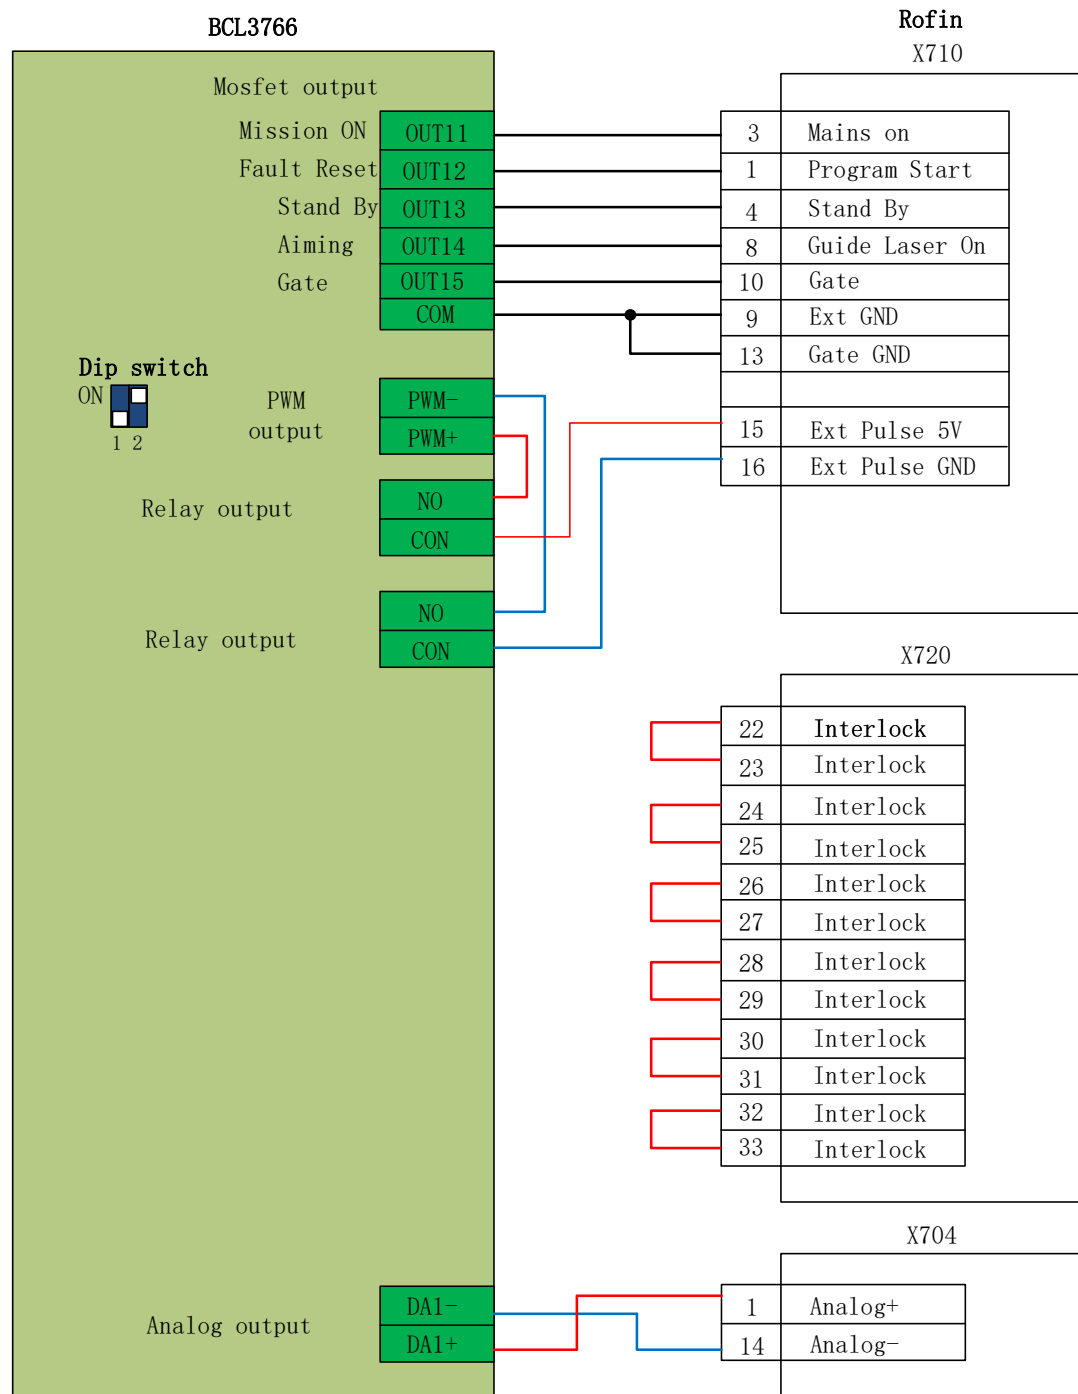 BCL3766
Rofin
X710
Mosfet output
Mission ON OUT11 3 Mains on
Fault Reset OUT12 1 Program Start
Stand By OUT13 4 Stand By
Aiming OUT14 8 Guide Laser On
Gate OUT15 10 Gate
COM 9 Ext GND
13 Gate GND
Dip switch
ON
1 2
PWM output
PWM-
PWM+
15 Ext Pulse 5V
16 Ext Pulse GND
Relay output
NO
CON
Relay output
NO
CON
X720
22 Interlock
23 Interlock
24 Interlock
25 Interlock
26 Interlock
27 Interlock
28 Interlock
29 Interlock
30 Interlock
31 Interlock
32 Interlock
33 Interlock
X704
Analog output
DA1-
DA1+
1 Analog+
14 Analog-